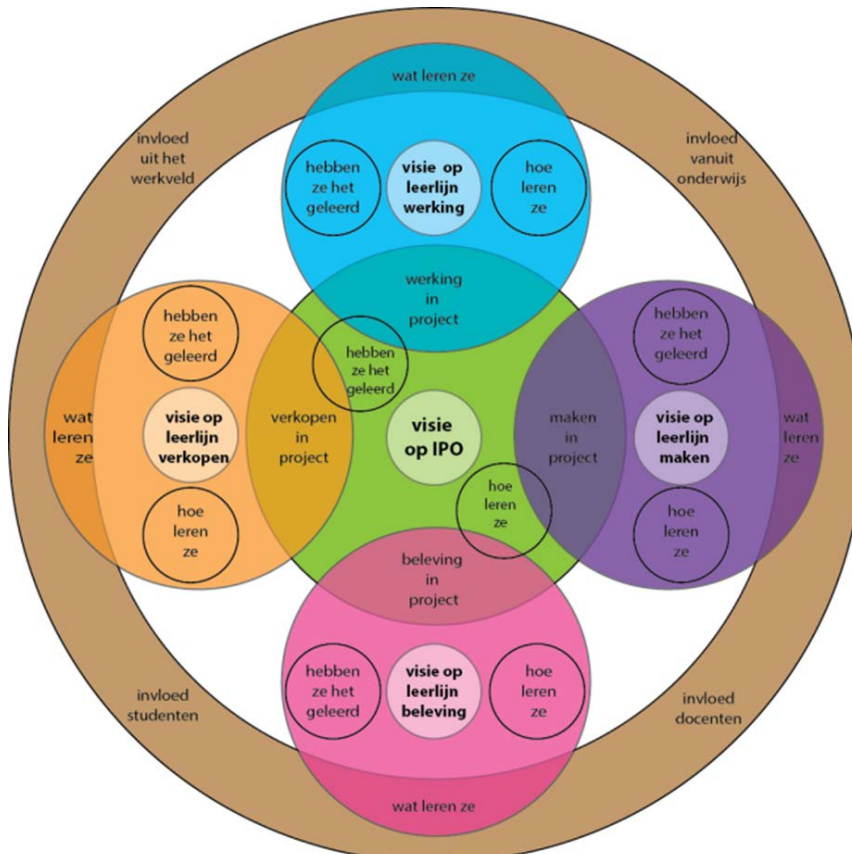 wat leren ze
invloed
uit het
werkveld
invloed
vanuit
onderwijs
hebben
ze het
geleerd
visie op
leerlijn
werking
hoe
leren
ze
werking
in
project
hebben
ze het
geleerd
hebben
ze het
geleerd
hebben
ze het
geleerd
wat
leren
ze
visie op
leerlijn
verkopen
verkopen
in
project
visie
op IPO
maken
in
project
visie op
leerlijn
maken
wat
leren
ze
hoe
leren
ze
hoe
leren
ze
hoe
leren
ze
beleving
in
project
invloed
studenten
hebben
ze het
geleerd
visie op
leerlijn
beleving
hoe
leren
ze
invloed
docenten
wat leren ze